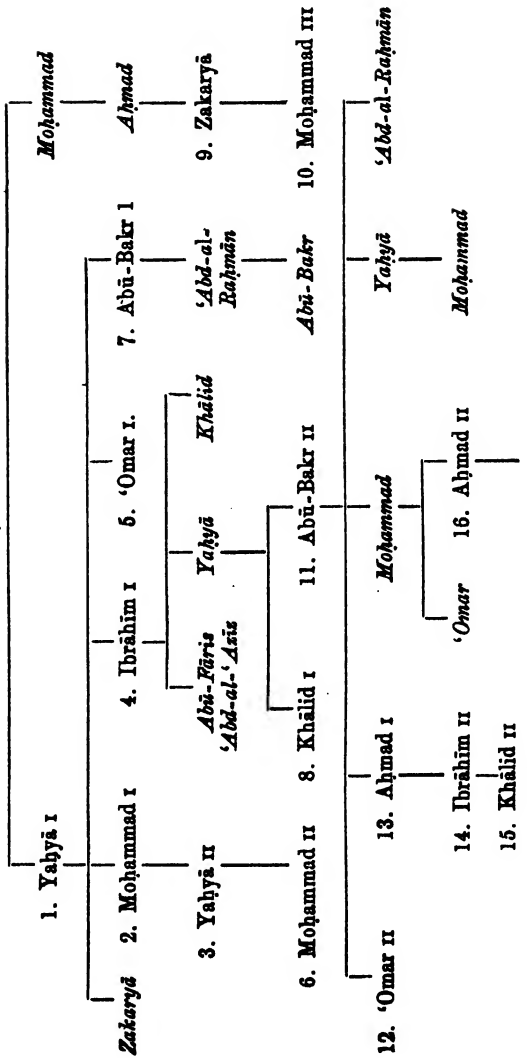 1. Yaḥyā I
Moḥammad
Zakaryā
2. Moḥammad I
4. Ibrāhīm I
5. ‘Omar I.
7. Abū-Bakr I
Aḥmad
3. Yaḥyā II
Abū-Fāris
‘Abd-al-‘Azīz
Yaḥyā
Khālid
‘Abd-al-
Raḥmān
9. Zakaryā
6. Moḥammad II
8. Khālid I
11. Abū-Bakr II
Abū-Bakr
10. Moḥammad III
12. ‘Omar II
13. Aḥmad I
Moḥammad
Yaḥyā
‘Abd-al-Raḥmān
14. Ibrāhīm II
‘Omar
16. Aḥmad II
Moḥammad
15. Khālid II